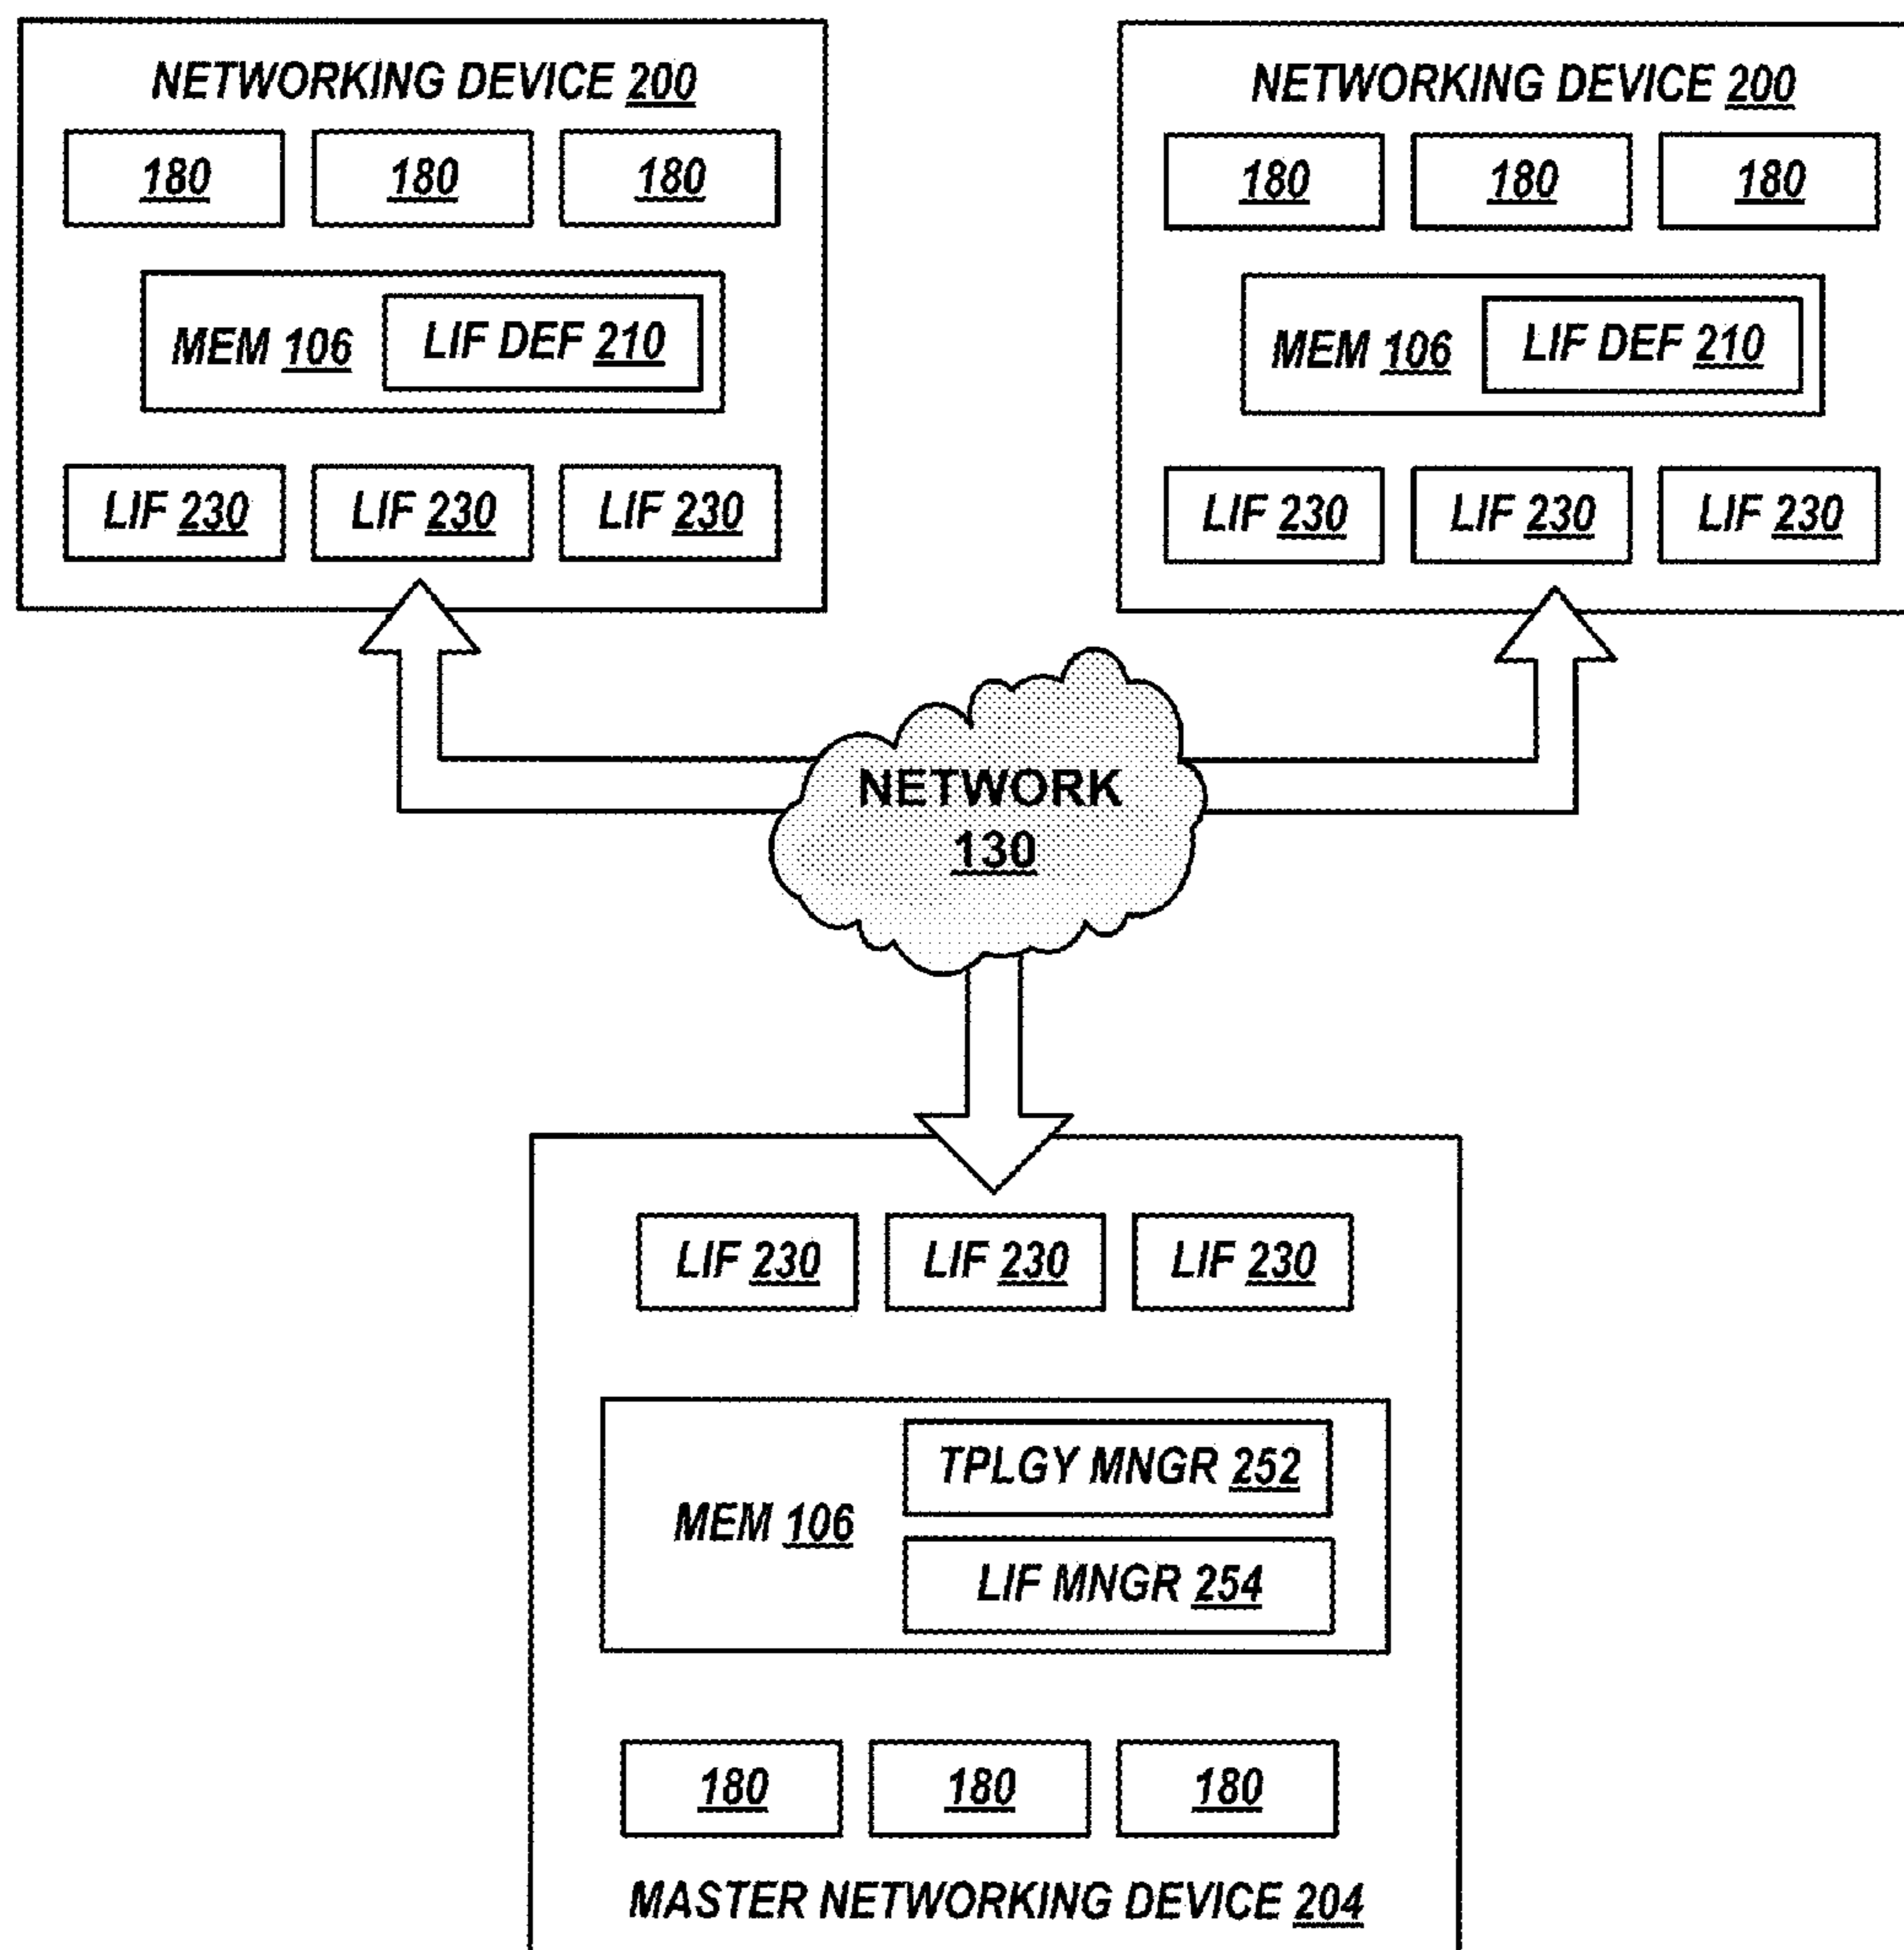 NETWORKING DEVICE 200
180 180 180
MEM 106 LIF DEF 210
LIF 230 LIF 230 LIF 230
NETWORKING DEVICE 200
180 180 180
MEM 106 LIF DEF 210
LIF 230 LIF 230 LIF 230
NETWORK
130
LIF 230 LIF 230 LIF 230
TPLGY MNGR 252
MEM 106
LIF MNGR 254
180 180 180
MASTER NETWORKING DEVICE 204